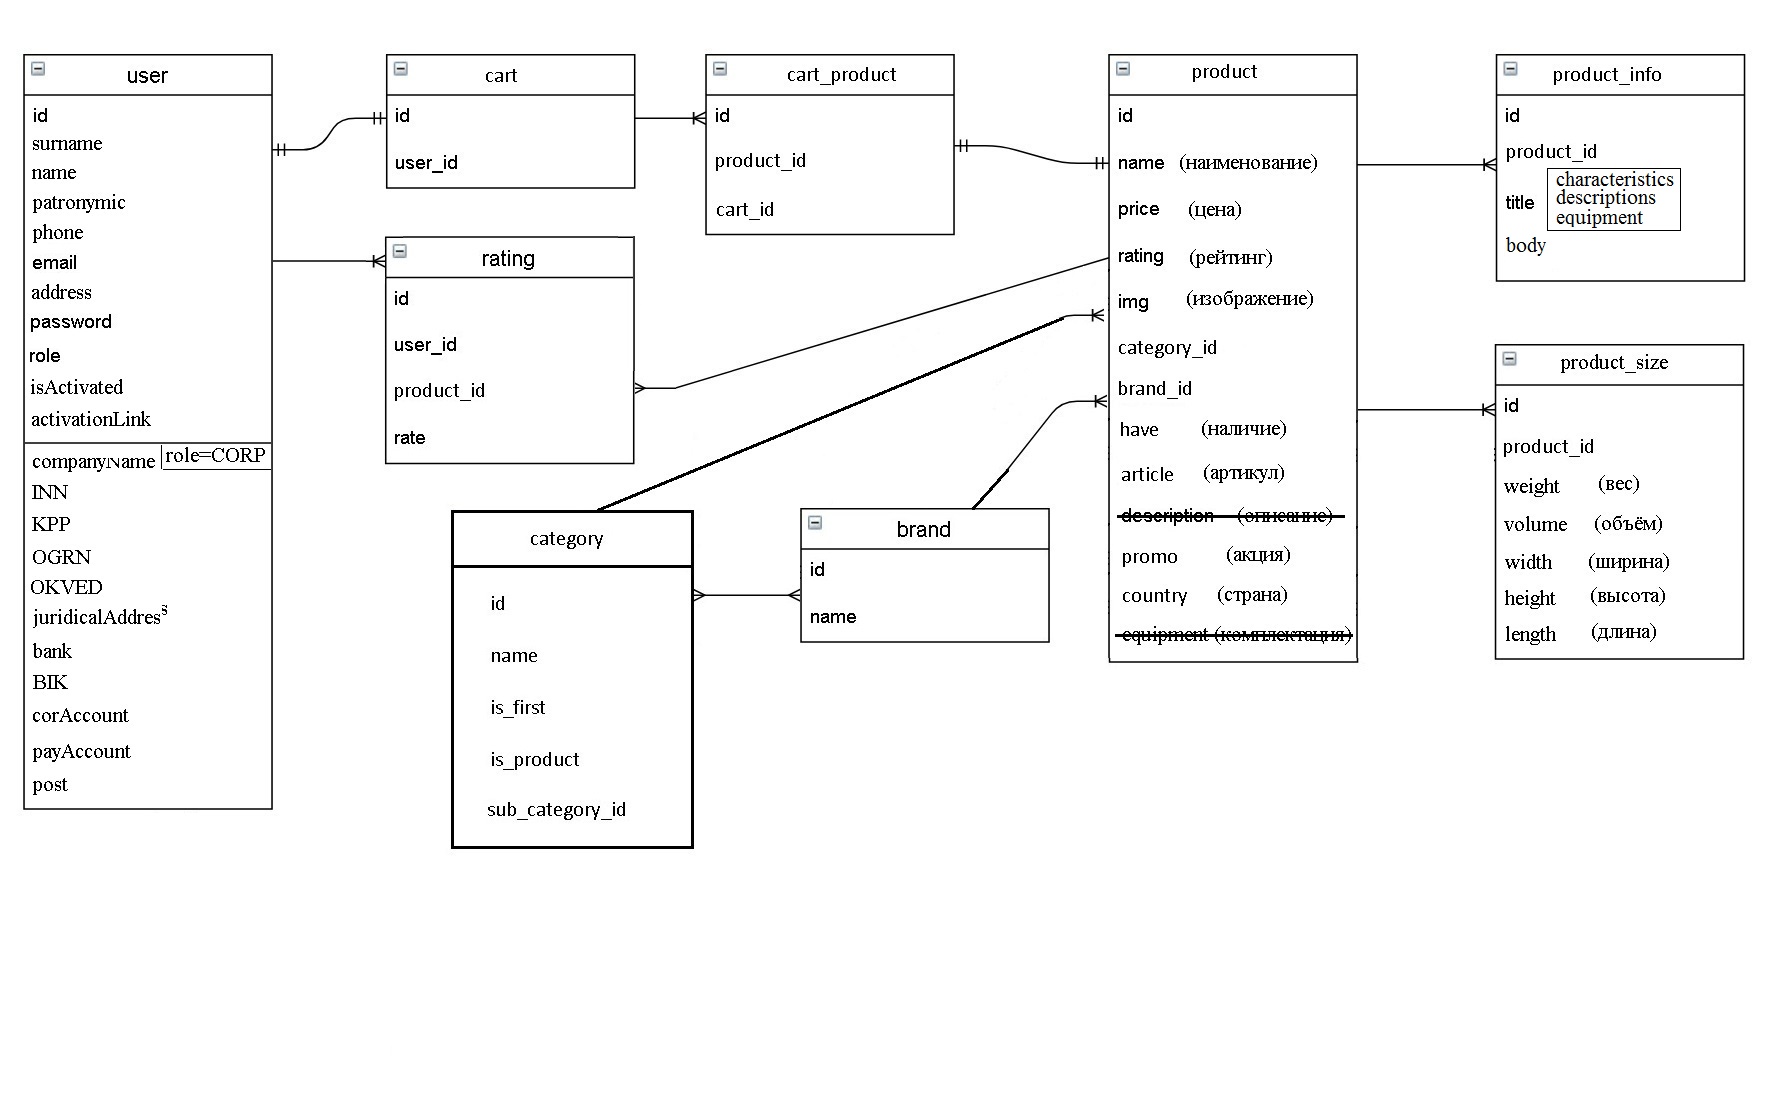 user
id
surname
name
patronymic
phone
email
address
password
role
isActivated
activationLink
companyName role=CORP
INN
KPP
OGRN
OKVED
juridicalAddress
bank
BIK
corAccount
payAccount
post
cart
id
user_id
rating
id
user_id
product_id
rate
cart_product
id
product_id
cart_id
category
id
name
is_first
is_product
sub_category_id
brand
id
name
product
id
name (наименование)
price (цена)
rating (рейтинг)
img (изображение)
category_id
brand_id
have (наличие)
article (артикул)
description (описание)
promo (акция)
country (страна)
equipment (комплектация)
product_info
id
product_id
title characteristics
descriptions
equipment
body
product_size
id
product_id
weight (вес)
volume (объём)
width (ширина)
height (высота)
length (длина)